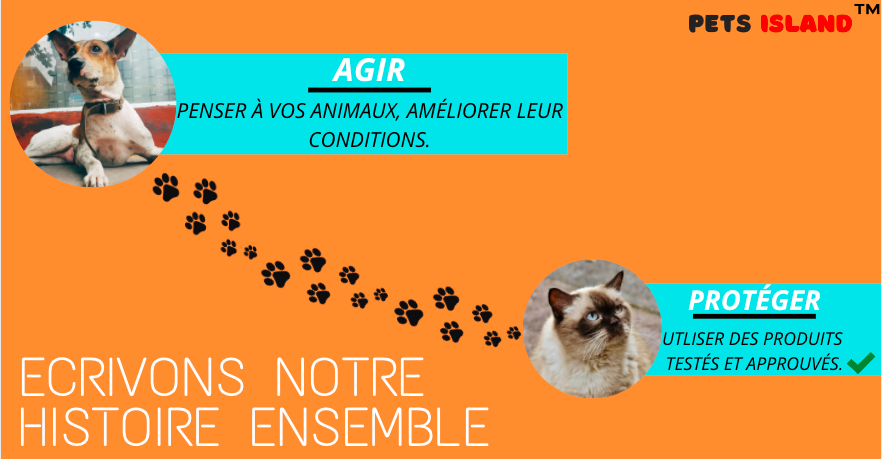 PETS ISLAND™
AGIR
PENSER À VOS ANIMAUX, AMÉLIORER LEUR
CONDITIONS.
PROTÉGER
UTLISER DES PRODUITS
TESTÉS ET APPROUVÉS.
ECRIVONS NOTRE
HISTOIRE ENSEMBLE